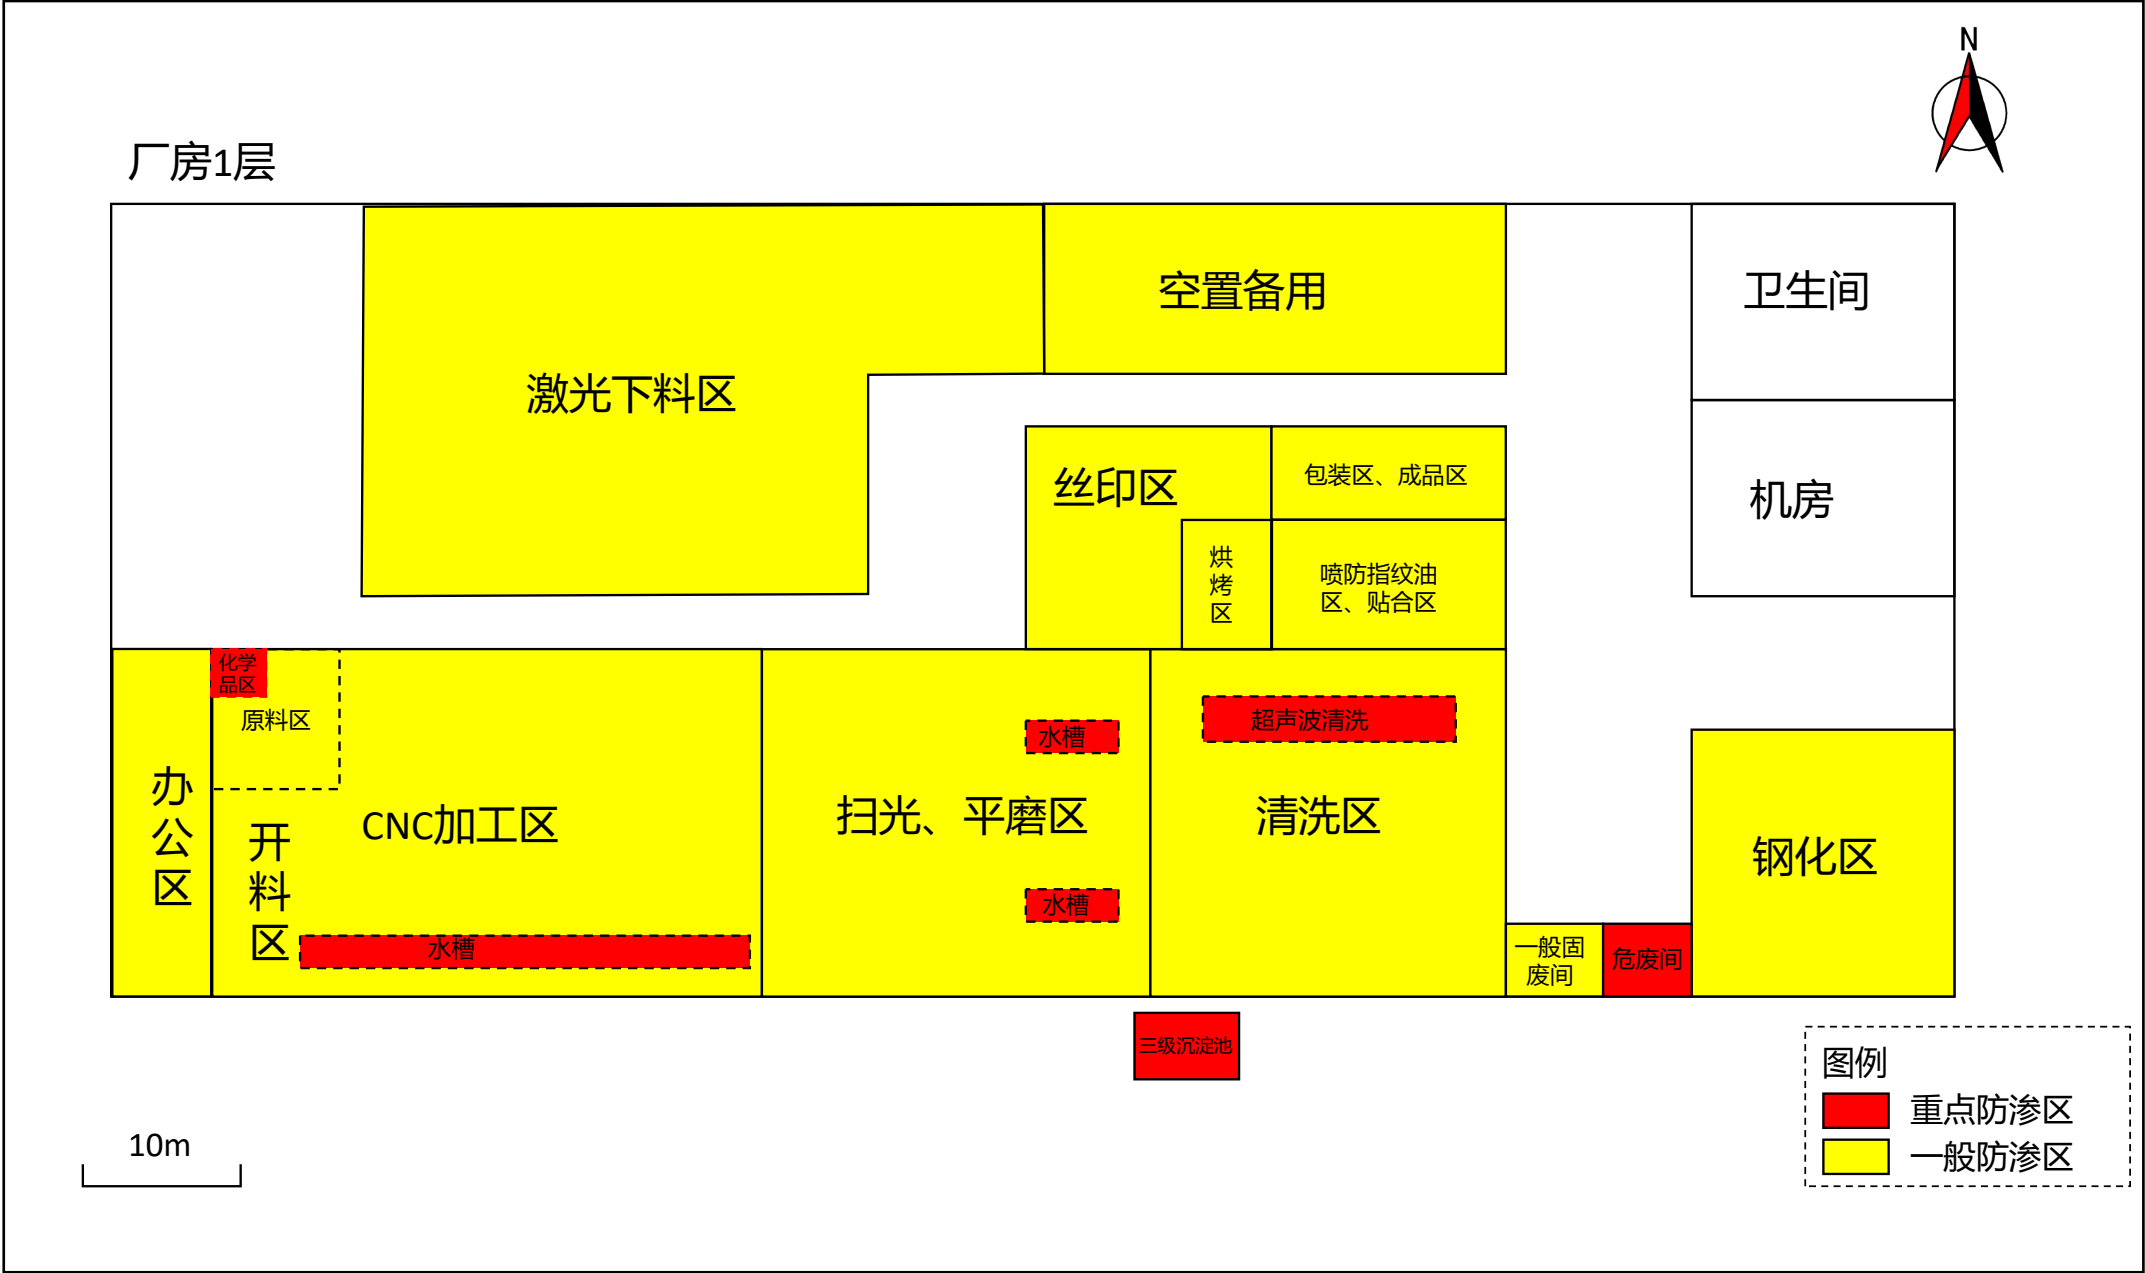 N
厂房1层
空置备用
卫生间
激光下料区
丝印区
包装区、成品区
机房
烘
烤
区
喷防指纹油
区、贴合区
化学
品区
原料区
水槽
超声波清洗
办
公
区
开
料
区
CNC加工区
扫光、平磨区
清洗区
钢化区
水槽
水槽
一般固
废间
危废间
三级沉淀池
图例
重点防渗区
一般防渗区
10m